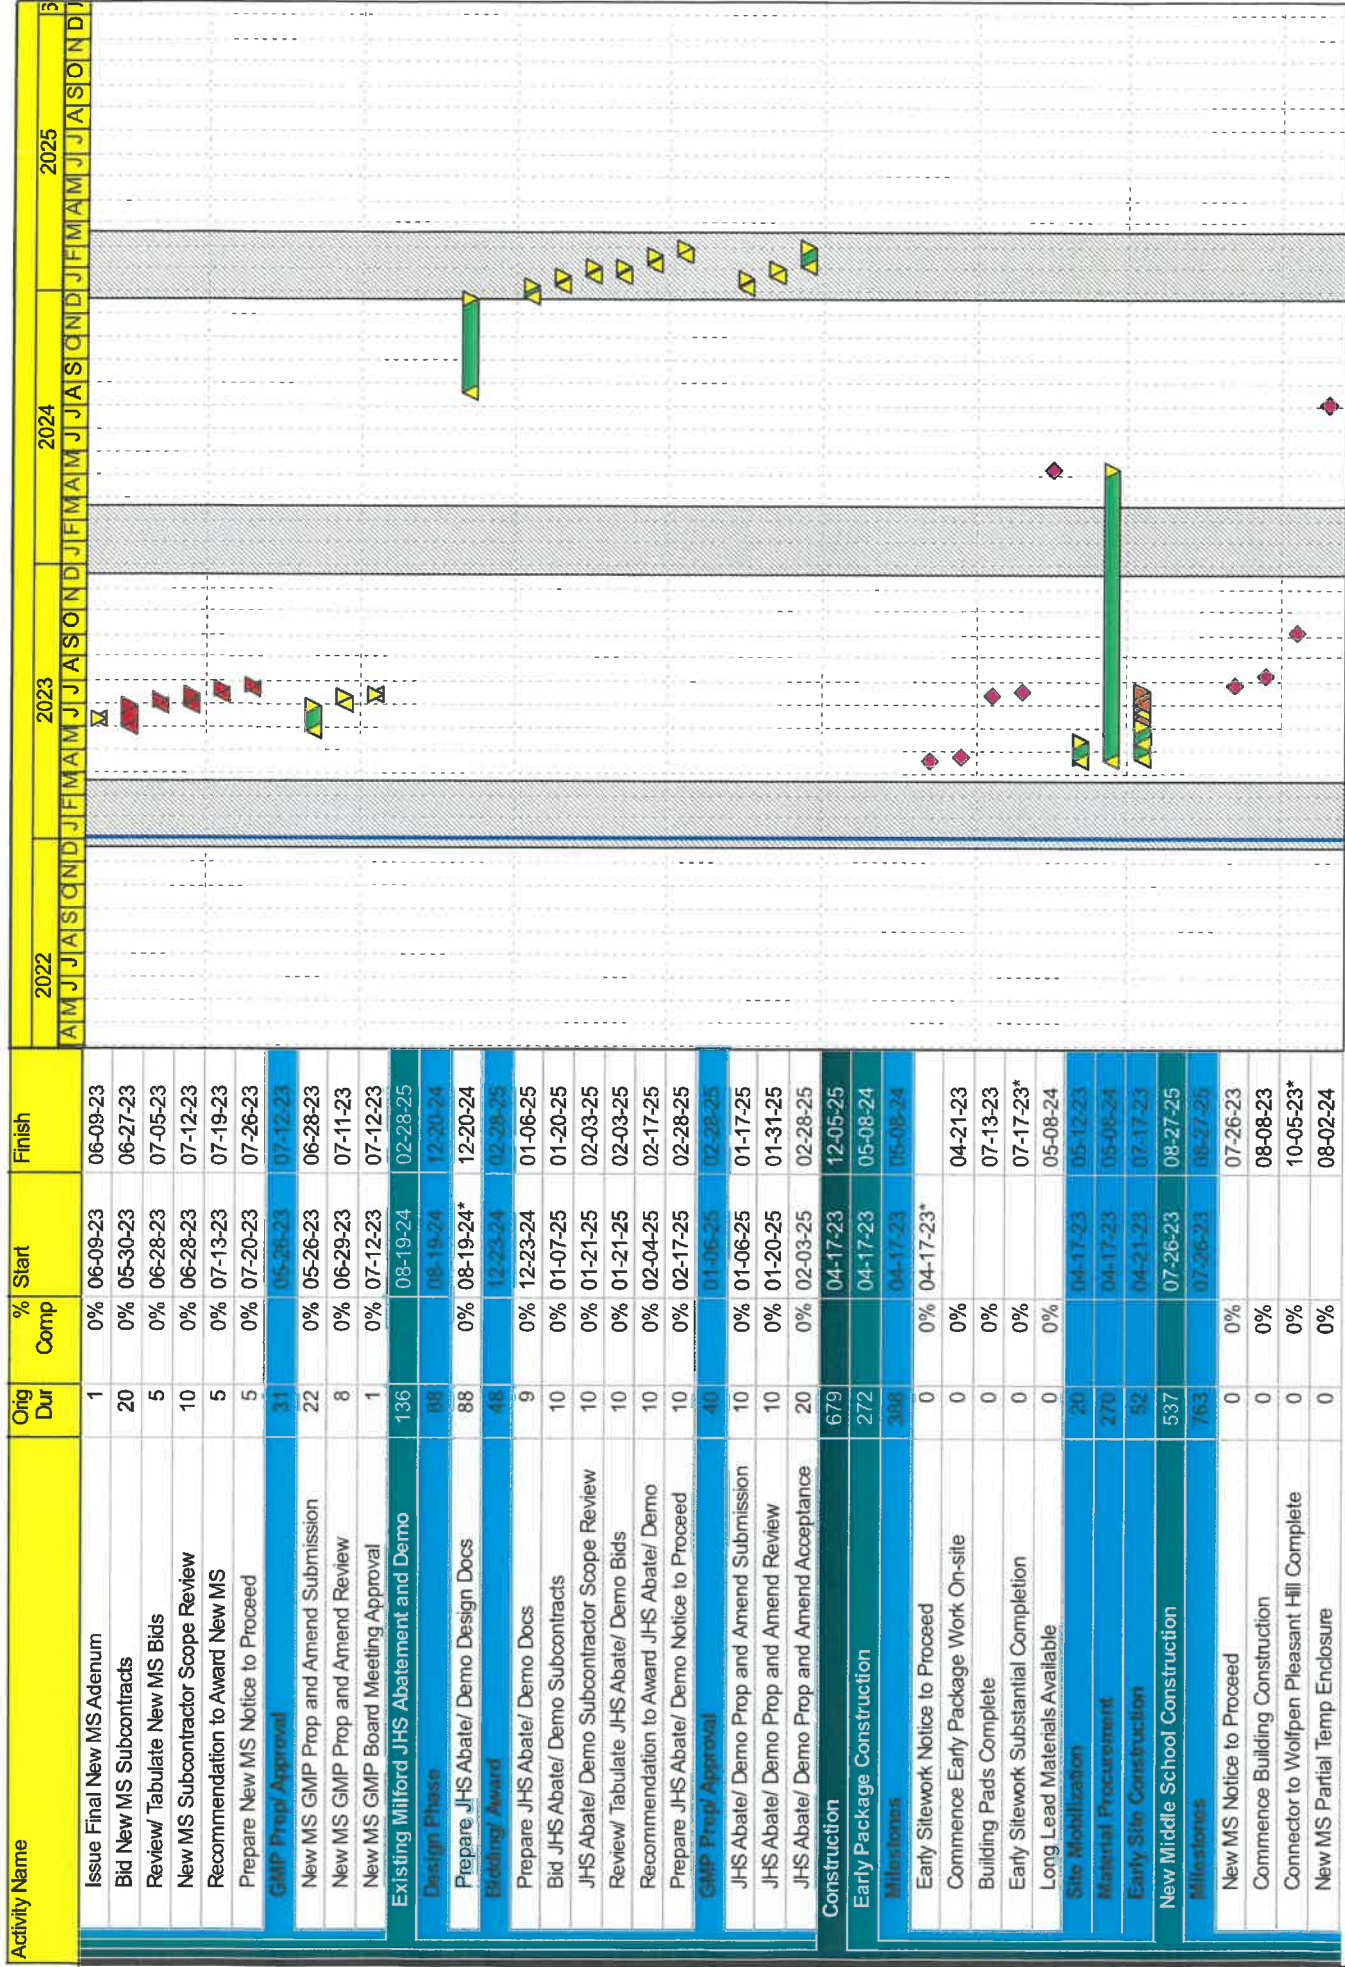 Activity Name Orig Dur % Comp Start Finish 2022 2023 2024 2025
A M J J A S O N D J F M A M J J A S O N D J F M A M J J A S O N D J F M A M J J A S O N D J
Issue Final New MS Adenum 1 0% 06-09-23 06-09-23
Bid New MS Subcontracts 20 0% 05-30-23 06-27-23
Review/ Tabulate New MS Bids 5 0% 06-28-23 07-05-23
New MS Subcontractor Scope Review 10 0% 06-28-23 07-12-23
Recommendation to Award New MS 5 0% 07-13-23 07-19-23
Prepare New MS Notice to Proceed 5 0% 07-20-23 07-26-23
GMP Prep/ Approval 31 05-26-23 07-12-23
New MS GMP Prop and Amend Submission 22 0% 05-26-23 06-28-23
New MS GMP Prop and Amend Review 8 0% 06-29-23 07-11-23
New MS GMP Board Meeting Approval 1 0% 07-12-23 07-12-23
Existing Milford JHS Abatement and Demo 136 08-19-24 02-28-25
Design Phase 88 08-19-24 12-20-24
Prepare JHS Abate/ Demo Design Docs 88 0% 08-19-24* 12-20-24
Bidding/ Award 48 12-23-24 02-28-25
Prepare JHS Abate/ Demo Docs 9 0% 12-23-24 01-06-25
Bid JHS Abate/ Demo Subcontracts 10 0% 01-07-25 01-20-25
JHS Abate/ Demo Subcontractor Scope Review 10 0% 01-21-25 02-03-25
Review/ Tabulate JHS Abate/ Demo Bids 10 0% 01-21-25 02-03-25
Recommendation to Award JHS Abate/ Demo 10 0% 02-04-25 02-17-25
Prepare JHS Abate/ Demo Notice to Proceed 10 0% 02-17-25 02-28-25
GMP Prep/ Approval 40 01-06-25 02-28-25
JHS Abate/ Demo Prop and Amend Submission 10 0% 01-06-25 01-17-25
JHS Abate/ Demo Prop and Amend Review 10 0% 01-20-25 01-31-25
JHS Abate/ Demo Prop and Amend Acceptance 20 0% 02-03-25 02-28-25
Construction 679 04-17-23 12-05-25
Early Package Construction 272 04-17-23 05-08-24
Milestones 388 04-17-23 05-08-24
Early Sitework Notice to Proceed 0 0% 04-17-23*
Commence Early Package Work On-site 0 0% 04-21-23
Building Pads Complete 0 0% 07-13-23
Early Sitework Substantial Completion 0 0% 07-17-23*
Long Lead Materials Available 0 0% 05-08-24
Site Mobilization 20 04-17-23 05-12-23
Material Procurement 270 04-17-23 05-08-24
Early Site Construction 52 04-21-23 07-17-23
New Middle School Construction 537 07-26-23 08-27-25
Milestones 763 07-26-23 08-27-25
New MS Notice to Proceed 0 0% 07-26-23
Commence Building Construction 0 0% 08-08-23
Connector to Wolfpen Pleasant Hill Complete 0 0% 10-05-23*
New MS Partial Temp Enclosure 0 0% 08-02-24